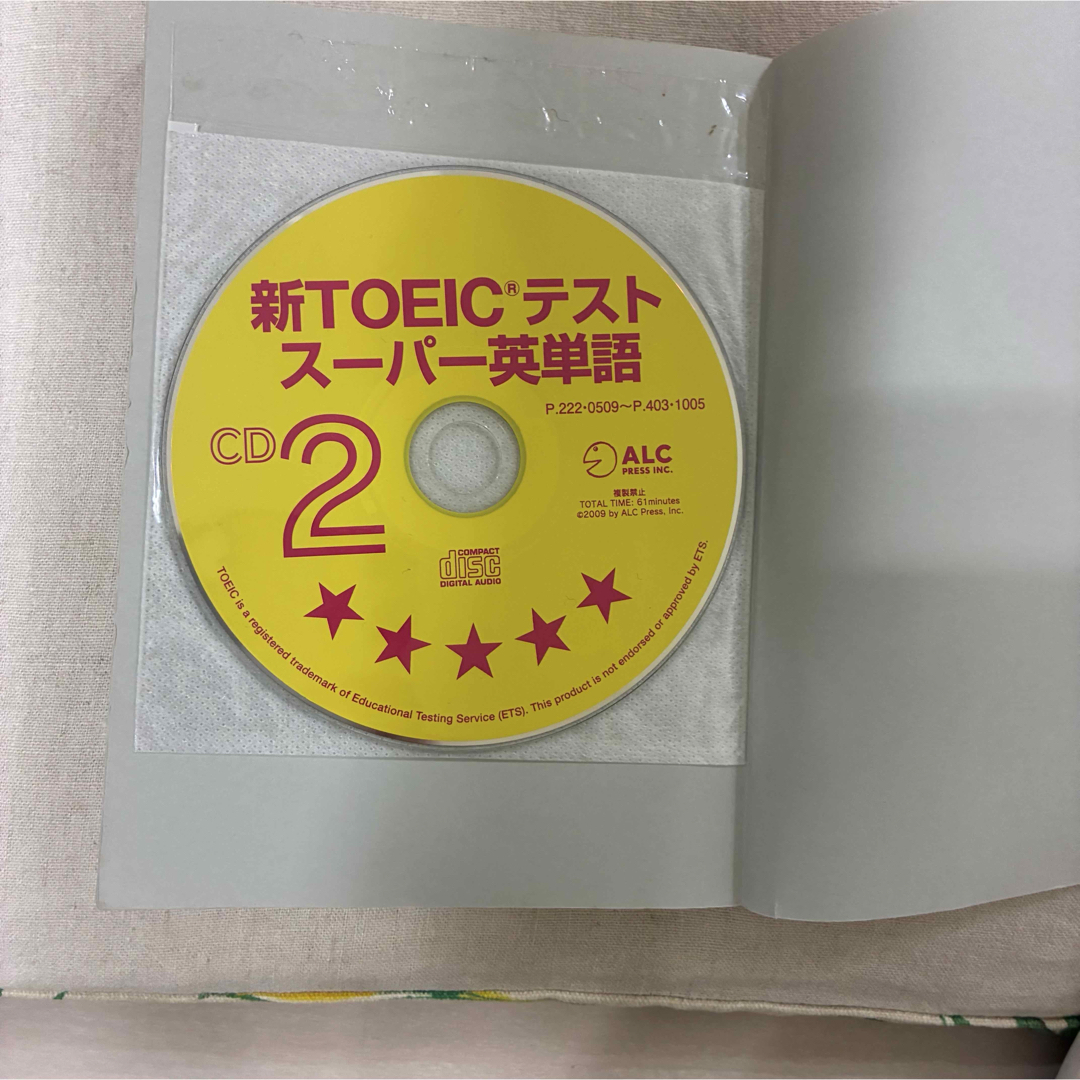 新TOEIC®テスト
スーパー英単語
P.222・0509〜P.403・1005
CD 2
ALC
PRESS INC.
複製禁止
TOTAL TIME: 61minutes
©2009 by ALC Press, Inc.
COMPACT
disc
DIGITAL AUDIO
TOEIC is a registered trademark of Educational Testing Service (ETS). This product is not endorsed or approved by ETS.